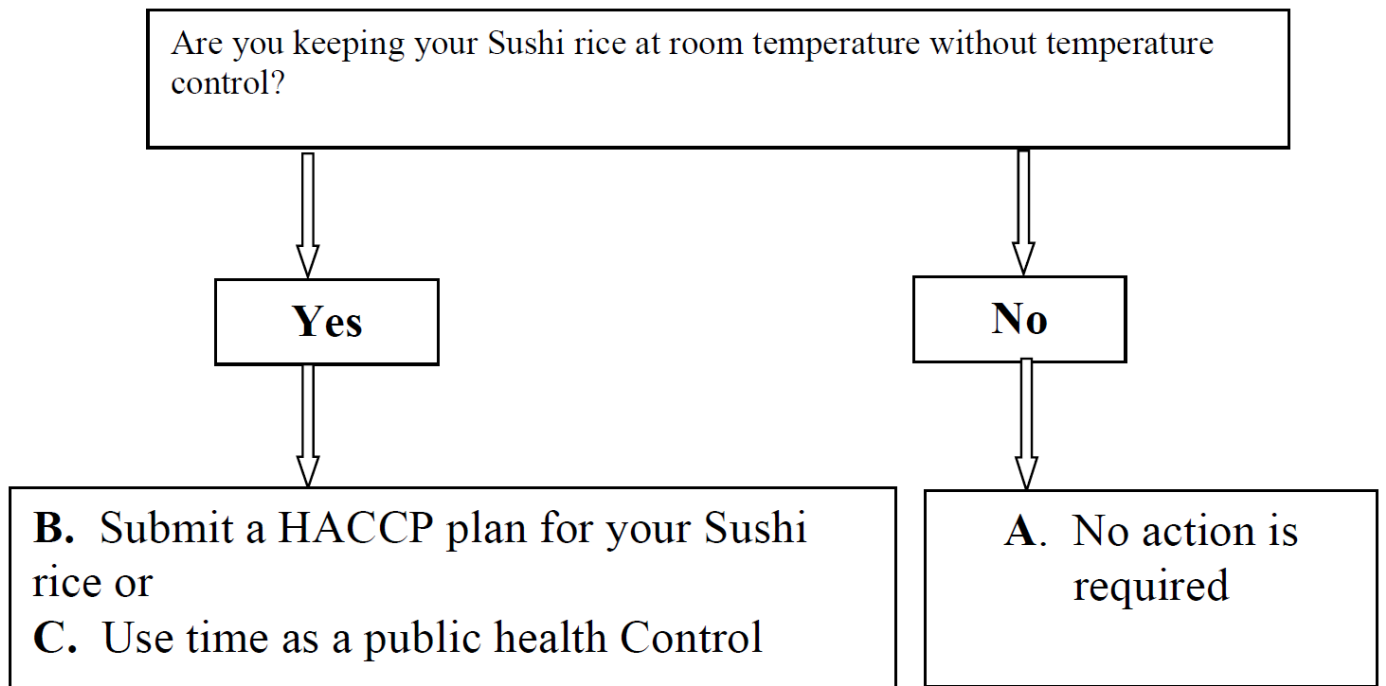 Are you keeping your Sushi rice at room temperature without temperature
control?
Yes
No
B. Submit a HACCP plan for your Sushi
rice or
C. Use time as a public health Control
A. No action is
required